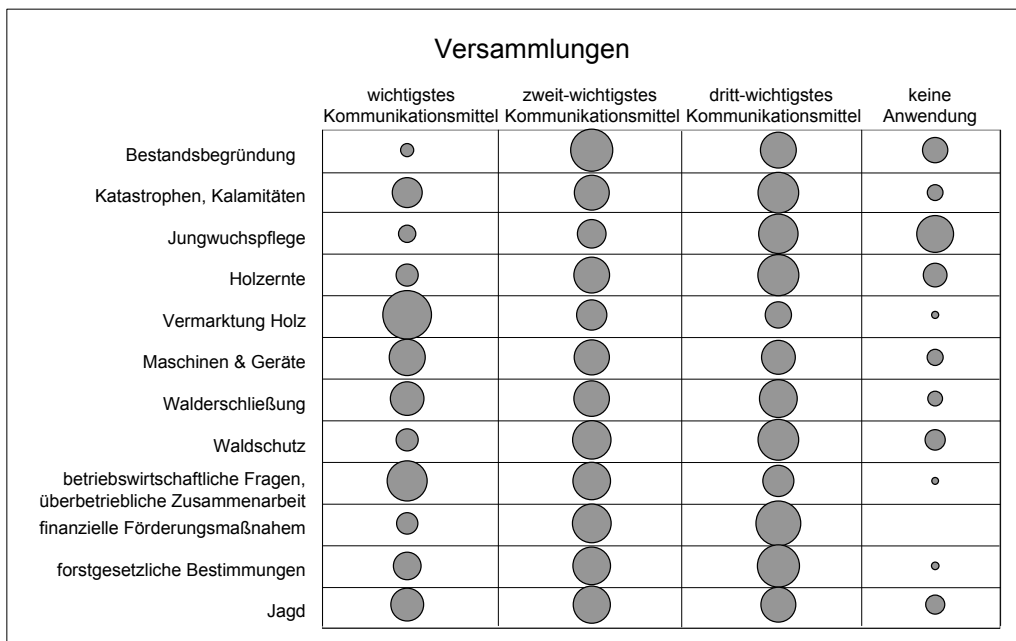 Versammlungen
wichtigstes
Kommunikationsmittel
zweit-wichtigstes
Kommunikationsmittel
dritt-wichtigstes
Kommunikationsmittel
keine
Anwendung
Bestandsbegründung
Katastrophen, Kalamitäten
Jungwuchspflege
Holzernte
Vermarktung Holz
Maschinen & Geräte
Walderschließung
Waldschutz
betriebswirtschaftliche Fragen,
überbetriebliche Zusammenarbeit
finanzielle Förderungsmaßnahem
forstgesetzliche Bestimmungen
Jagd